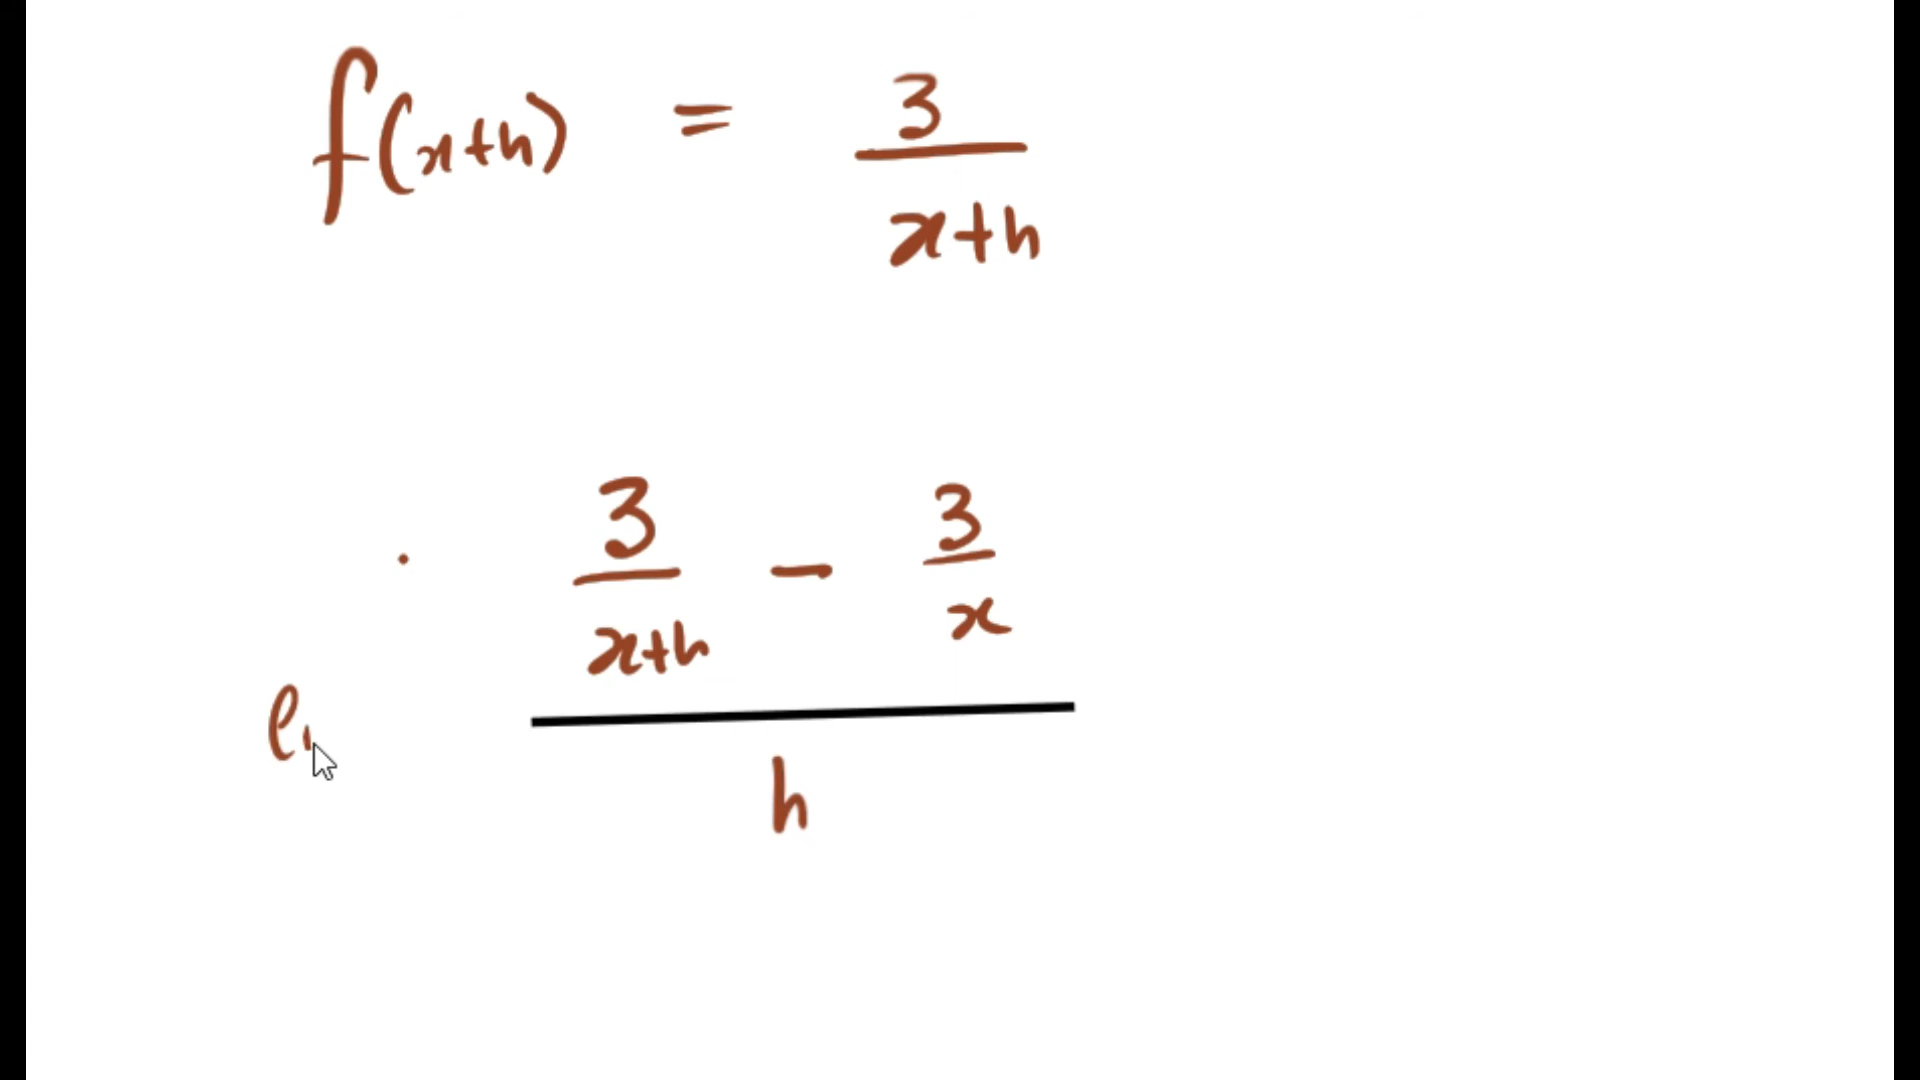 f(x+h) = 3/(x+h)
3/(x+h) - 3/x
l
h